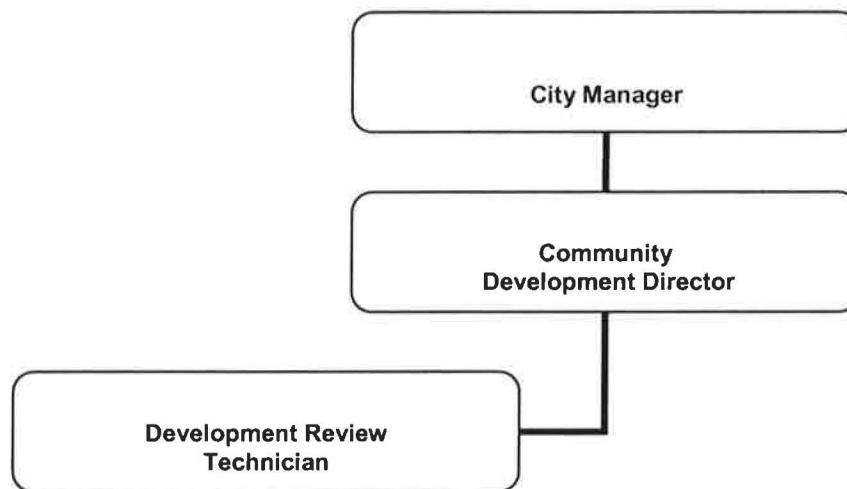 City Manager
Community
Development Director
Development Review
Technician